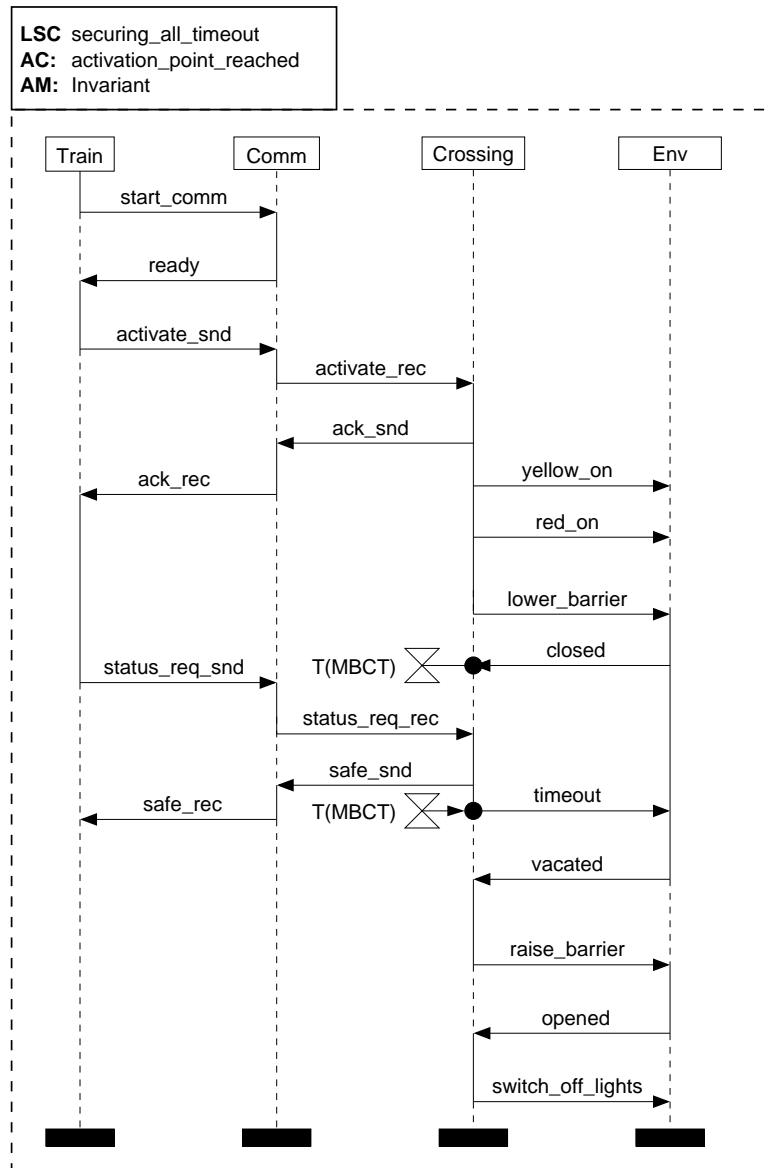 LSC securing_all_timeout
AC: activation_point_reached
AM: Invariant
Train Comm Crossing Env
start_comm
ready
activate_snd
activate_rec
ack_snd
yellow_on
ack_rec
red_on
lower_barrier
closed
T(MBCT)
status_req_snd
status_req_rec
safe_snd
timeout
safe_rec
T(MBCT)
vacated
raise_barrier
opened
switch_off_lights